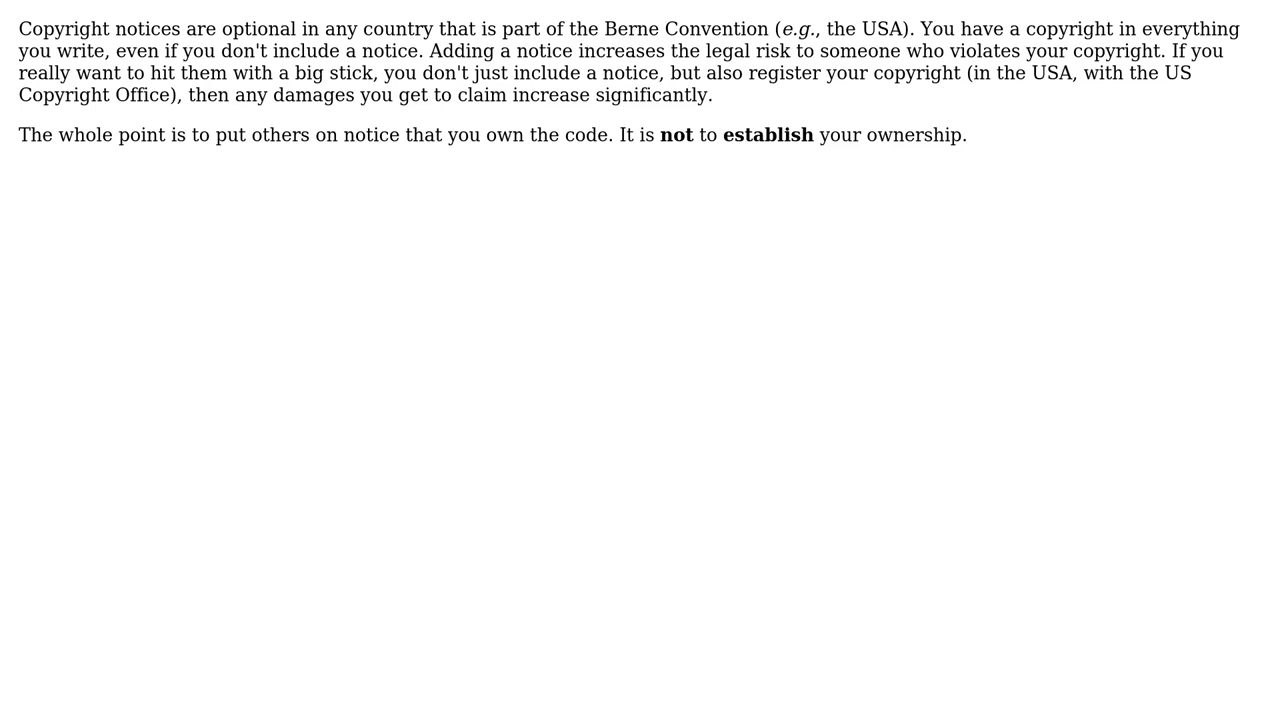 Copyright notices are optional in any country that is part of the Berne Convention (e.g., the USA). You have a copyright in everything
you write, even if you don't include a notice. Adding a notice increases the legal risk to someone who violates your copyright. If you
really want to hit them with a big stick, you don't just include a notice, but also register your copyright (in the USA, with the US
Copyright Office), then any damages you get to claim increase significantly.
The whole point is to put others on notice that you own the code. It is not to establish your ownership.